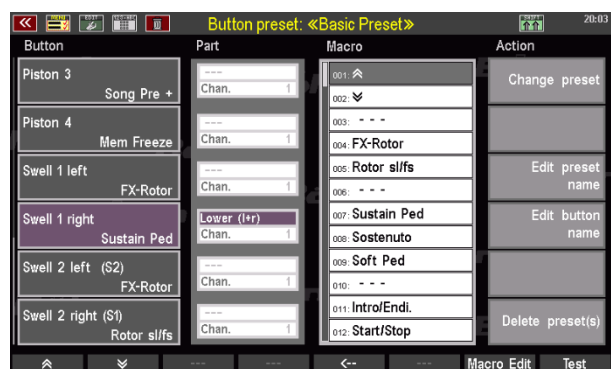 Button preset: «Basic Preset»
20:03
Button
Part
Macro
Action
Piston 3
Song Pre +
---
Chan. 1
Piston 4
Mem Freeze
---
Chan. 1
Swell 1 left
FX-Rotor
---
Chan. 1
Swell 1 right
Sustain Ped
Lower (l+r)
Chan. 1
Swell 2 left (S2)
FX-Rotor
---
Chan. 1
Swell 2 right (S1)
Rotor sl/fs
---
Chan. 1
001:
002:
003: - - -
004: FX-Rotor
005: Rotor sl/fs
006: - - -
007: Sustain Ped
008: Sostenuto
009: Soft Ped
010: - - -
011: Intro/Endi.
012: Start/Stop
Change preset
Edit preset
name
Edit button
name
Delete preset(s)
--- --- <-- --- Macro Edit Test